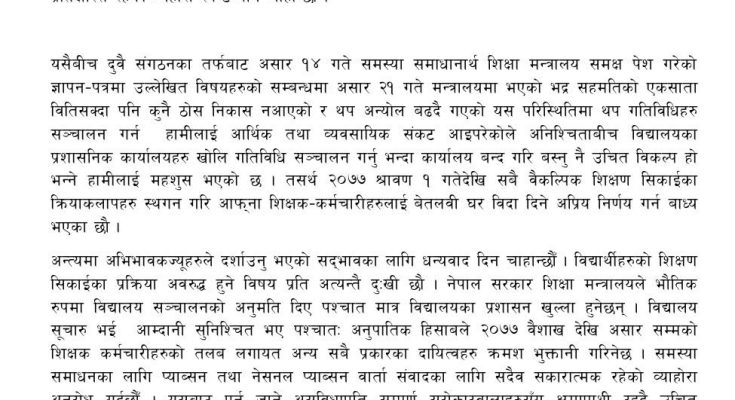 यसैबीच दुवै संगठनका तर्फबाट असार १४ गते समस्या समाधानार्थ शिक्षा मन्त्रालय समक्ष पेश गरेको
ज्ञापन-पत्रमा उल्लेखित विषयहरुको सम्बन्धमा असार २१ गते मन्त्रालयमा भएको भद्र सहमतिको एकसाता
वितिसक्दा पनि कुनै ठोस निकास नआएको र थप अन्योल बढदै गएको यस परिस्थितिमा थप गतिविधिहरु
सञ्चालन गर्न हामीलाई आर्थिक तथा व्यवसायिक संकट आइपरेकोले अनिश्चितताबीच विद्यालयका
प्रशासनिक कार्यालयहरु खोलि गतिविधि सञ्चालन गर्नु भन्दा कार्यालय बन्द गरि बस्नु नै उचित विकल्प हो
भन्ने हामीलाई महशुस भएको छ । तसर्थ २०७७ श्रावण १ गतेदेखि सबै वैकल्पिक शिक्षण सिकाईका
क्रियाकलापहरु स्थगन गरि आफ्ना शिक्षक-कर्मचारीहरुलाई बेतलवी घर विदा दिने अप्रिय निर्णय गर्न बाध्य
भएका छौ ।
अन्त्यमा अभिभावकज्यूहरुले दर्शाउनु भएको सद्भावका लागि धन्यवाद दिन चाहान्छौँ । विद्यार्थीहरुको शिक्षण
सिकाईका प्रक्रिया अवरुद्ध हुने विषय प्रति अत्यन्तै दुःखी छौ । नेपाल सरकार शिक्षा मन्त्रालयले भौतिक
रुपमा विद्यालय सञ्चालनको अनुमति दिए पश्चात मात्र विद्यालयका प्रशासन खुल्ला हुनेछन् । विद्यालय
सूचारु भई आम्दानी सुनिश्चित भए पश्चातः अनुपातिक हिसाबले २०७७ वैशाख देखि असार सम्मको
शिक्षक कर्मचारीहरुको तलब लगायत अन्य सबै प्रकारका दायित्वहरु क्रमश भुक्तानी गरिनेछ । समस्या
समाधनका लागि प्याब्सन तथा नेसनल प्याब्सन वार्ता संवादका लागि सदैव सकारात्मक रहेको व्याहोरा